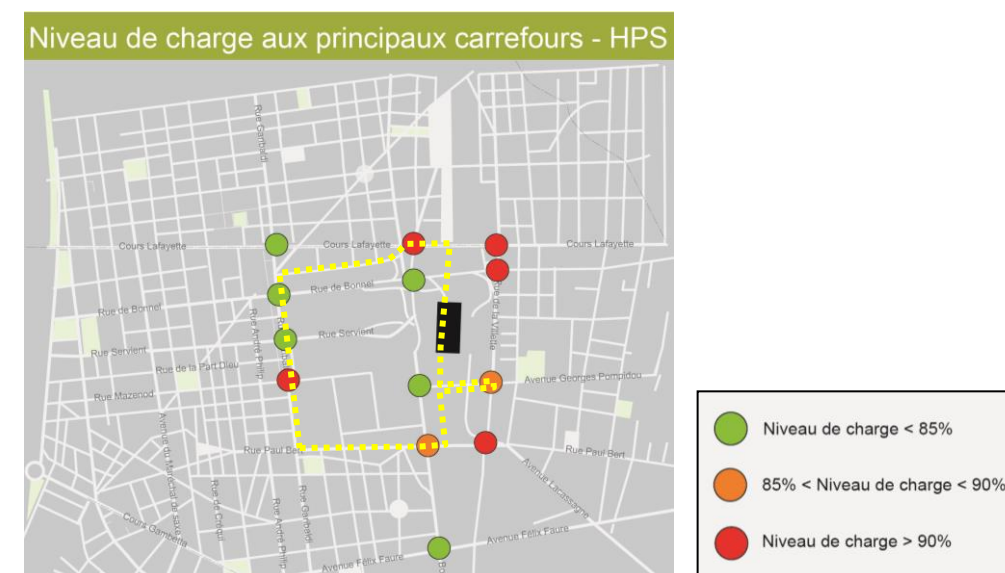 Niveau de charge aux principaux carrefours - HPS
Rue Garibaldi
Cours Lafayette
Cours Lafayette
Cours Lafayette
Rue de Bonnel
Rue de Bonnel
Rue de la Villette
Rue Servient
Rue Servient
Rue André Philip
Rue de la Part Dieu
Avenue Georges Pompidou
Rue Mazenod
Rue Paul Ber
Rue Paul Bert
Avenue du Maréchal de saxe
Rue de Créqui
Rue André Philip
Rue Garibaldi
Avenue Lacassagne
Cours Gambetta
Avenue Félix Faure
Avenue Félix Faure
Niveau de charge < 85%
85% < Niveau de charge < 90%
Niveau de charge > 90%